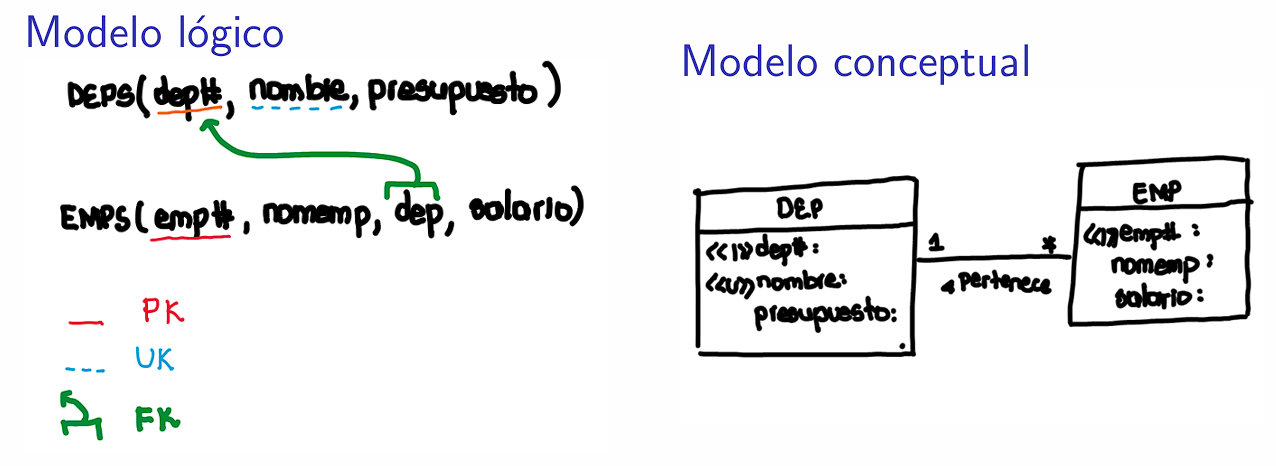 Modelo lógico
DEPS(dep#, nombre, presupuesto)
EMPS(emp#, nomemp, dep, salario)
PK
UK
FK
Modelo conceptual
DEP
<<1>> dep#:
<<U>> nombre:
presupuesto:
1
*
Pertenece
EMP
<<1>> emp# :
nomemp :
salario: